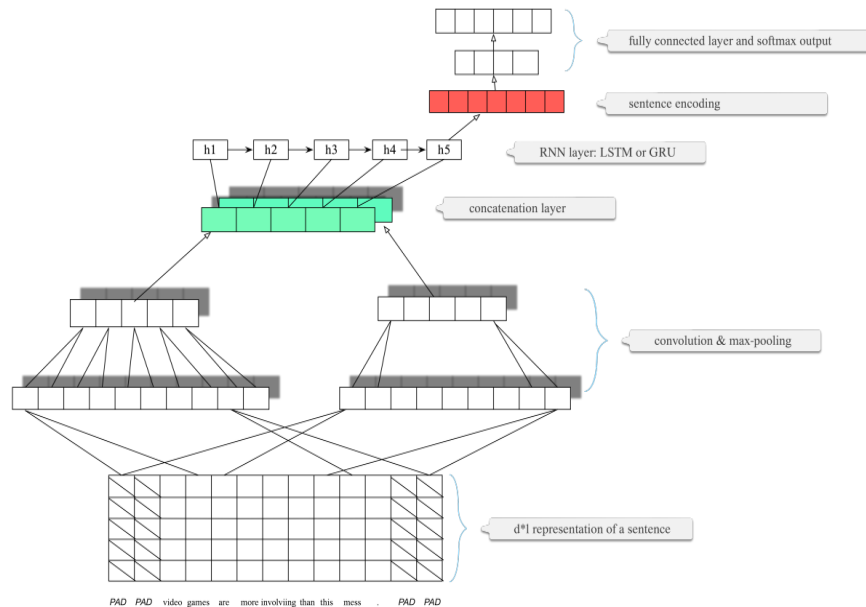 fully connected layer and softmax output
sentence encoding
h1 h2 h3 h4 h5
RNN layer: LSTM or GRU
concatenation layer
convolution & max-pooling
d*l representation of a sentence
PAD PAD video games are more involviing than this mess . PAD PAD